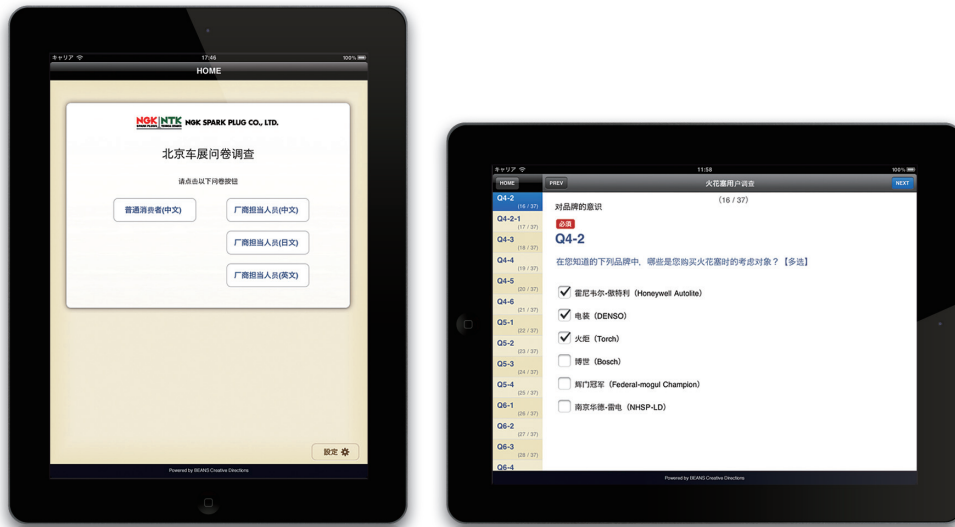 キャリア 17:46 100%
HOME
NGK NTK NGK SPARK PLUG CO., LTD.
SPARK PLUGS
北京车展问卷调查
请点击以下问卷按钮
普通消费者(中文) 厂商担当人员(中文)
厂商担当人员(日文)
厂商担当人员(英文)
設定
Powered by BEANS Creative Directions
キャリア 11:58 100%
HOME PREV 火花塞用户调查 NEXT
Q4-2
(16 / 37)
Q4-2-1
(17 / 37)
Q4-3
(18 / 37)
Q4-4
(19 / 37)
Q4-5
(20 / 37)
Q4-6
(21 / 37)
Q5-1
(22 / 37)
Q5-2
(23 / 37)
Q5-3
(24 / 37)
Q5-4
(25 / 37)
Q6-1
(26 / 37)
Q6-2
(27 / 37)
Q6-3
(28 / 37)
Q6-4
(16 / 37)
对品牌的意识
必須
Q4-2
在您知道的下列品牌中，哪些是您购买火花塞时的考虑对象？【多选】
霍尼韦尔-傲特利（Honeywell Autolite）
电装（DENSO）
火炬（Torch）
博世（Bosch）
辉门冠军（Federal-mogul Champion）
南京华德-雷电（NHSP-LD）
Powered by BEANS Creative Directions